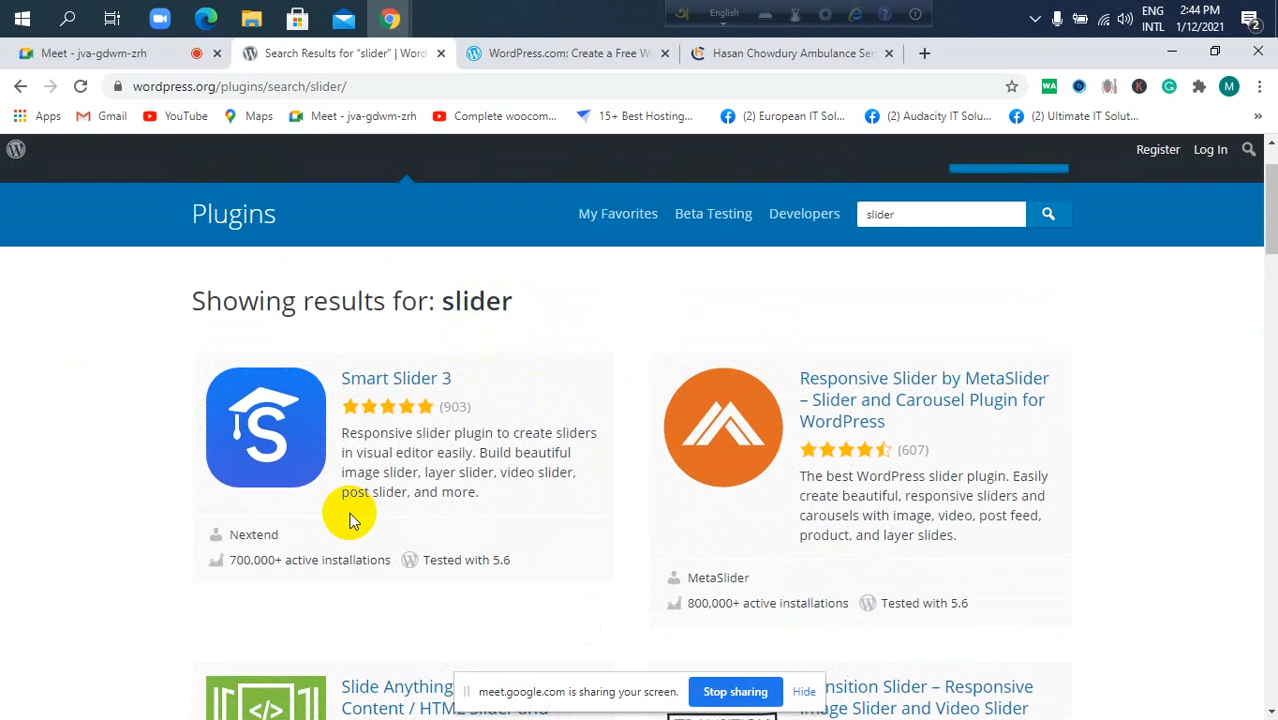 English
ENG
INTL
2:44 PM
1/12/2021
2
Meet - jva-gdwm-zrh
Search Results for “slider” | Word
WordPress.com: Create a Free W
Hasan Chowdury Ambulance Ser
wordpress.org/plugins/search/slider/
WA
K
G
M
Apps
Gmail
YouTube
Maps
Meet - jva-gdwm-zrh
Complete woocom...
15+ Best Hosting...
(2) European IT Sol...
(2) Audacity IT Solu...
(2) Ultimate IT Solut...
»
Register
Log In
Plugins
My Favorites
Beta Testing
Developers
slider
Showing results for: slider
S
Smart Slider 3
(903)
Responsive slider plugin to create sliders
in visual editor easily. Build beautiful
image slider, layer slider, video slider,
post slider, and more.
Nextend
700,000+ active installations
Tested with 5.6
Responsive Slider by MetaSlider
– Slider and Carousel Plugin for
WordPress
(607)
The best WordPress slider plugin. Easily
create beautiful, responsive sliders and
carousels with image, video, post feed,
product, and layer slides.
MetaSlider
800,000+ active installations
Tested with 5.6
</>
Slide Anything
Content / HTML Slider and
nsition Slider – Responsive
Image Slider and Video Slider
meet.google.com is sharing your screen.
Stop sharing
Hide